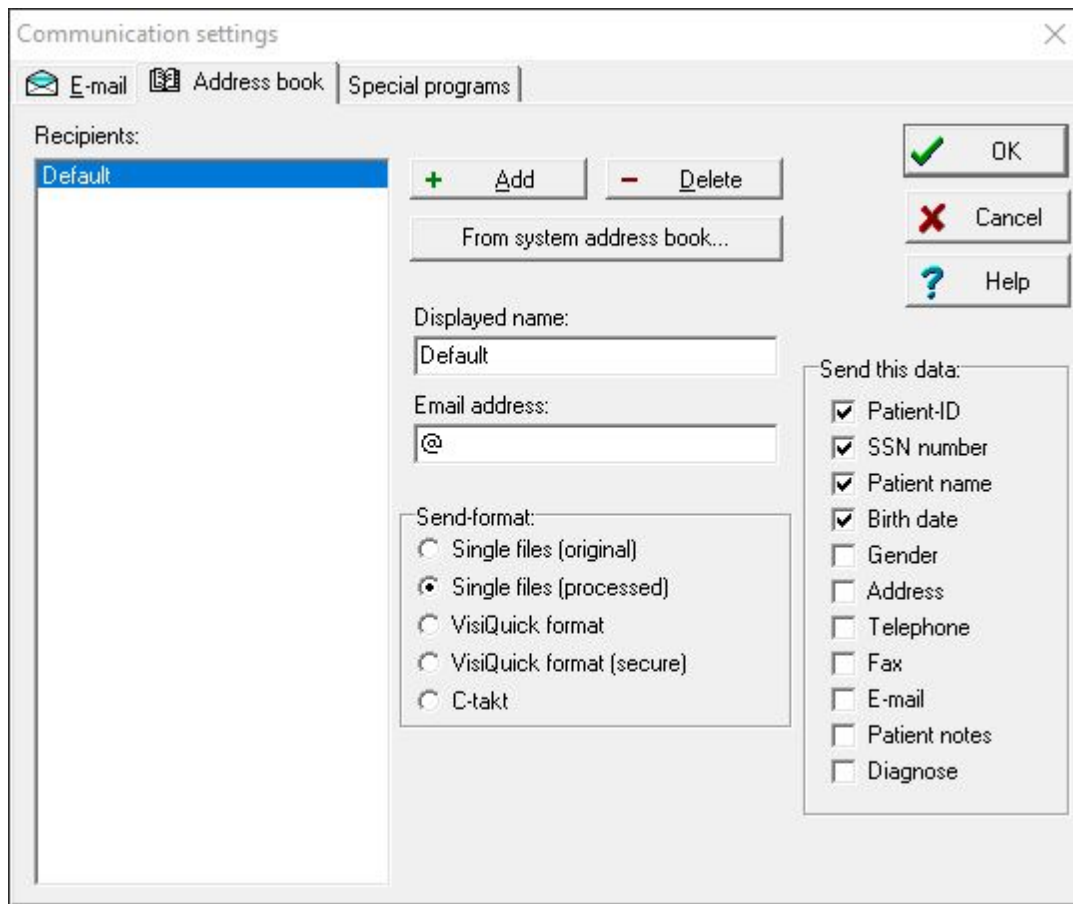 Communication settings
E-mail Address book Special programs
Recipients:
Default
Add Delete
From system address book...
Displayed name:
Default
Email address:
@
Send-format:
Single files (original)
Single files (processed)
VisiQuick format
VisiQuick format (secure)
C-takt
OK
Cancel
Help
Send this data:
Patient-ID
SSN number
Patient name
Birth date
Gender
Address
Telephone
Fax
E-mail
Patient notes
Diagnose